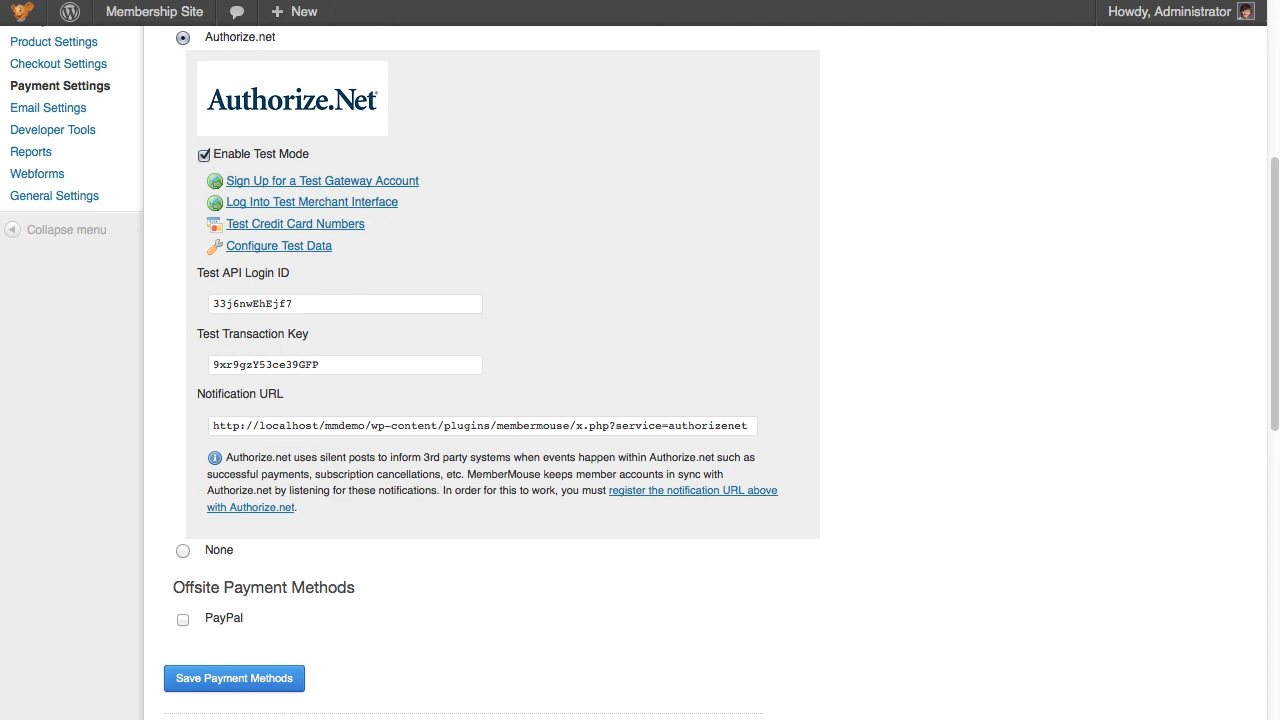 Membership Site
New
Howdy, Administrator
Product Settings
Checkout Settings
Payment Settings
Email Settings
Developer Tools
Reports
Webforms
General Settings
Collapse menu
Authorize.net
Authorize.Net
Enable Test Mode
Sign Up for a Test Gateway Account
Log Into Test Merchant Interface
Test Credit Card Numbers
Configure Test Data
Test API Login ID
33j6nwEhEjf7
Test Transaction Key
9xr9gzY53ce39GFP
Notification URL
http://localhost/mmdemo/wp-content/plugins/membermouse/x.php?service=authorizenet
Authorize.net uses silent posts to inform 3rd party systems when events happen within Authorize.net such as
successful payments, subscription cancellations, etc. MemberMouse keeps member accounts in sync with
Authorize.net by listening for these notifications. In order for this to work, you must register the notification URL above
with Authorize.net.
None
Offsite Payment Methods
PayPal
Save Payment Methods